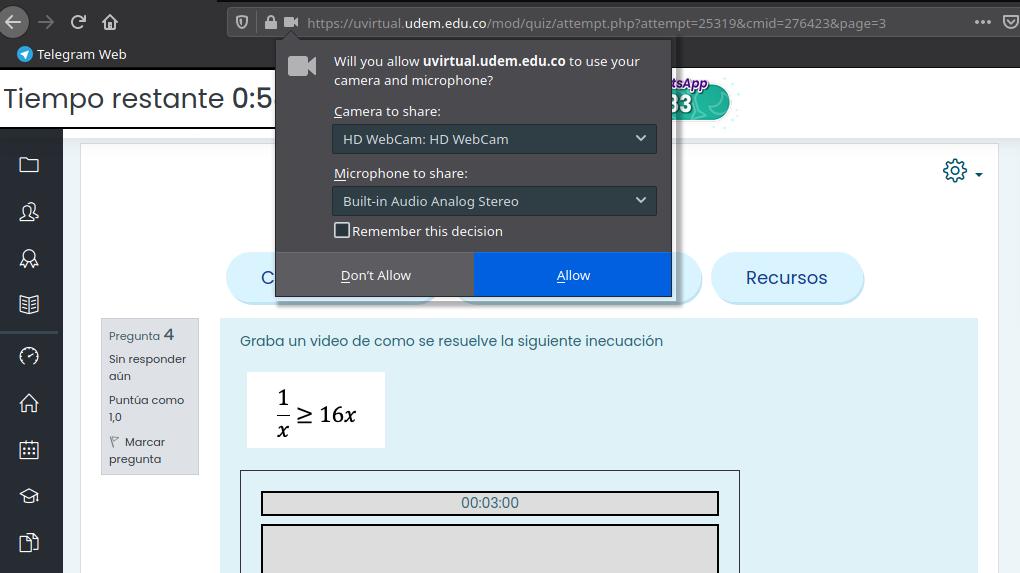 https://uvirtual.udem.edu.co/mod/quiz/attempt.php?attempt=25319&cmid=276423&page=3
Telegram Web
Will you allow uvirtual.udem.edu.co to use your
camera and microphone?
Camera to share:
HD WebCam: HD WebCam
Microphone to share:
Built-in Audio Analog Stereo
Remember this decision
Don't Allow
Allow
Tiempo restante 0:5
tsApp
33
C
Recursos
Pregunta 4
Sin responder
aún
Puntúa como
1,0
Marcar
pregunta
Graba un video de como se resuelve la siguiente inecuación
1/x ≥ 16x
00:03:00